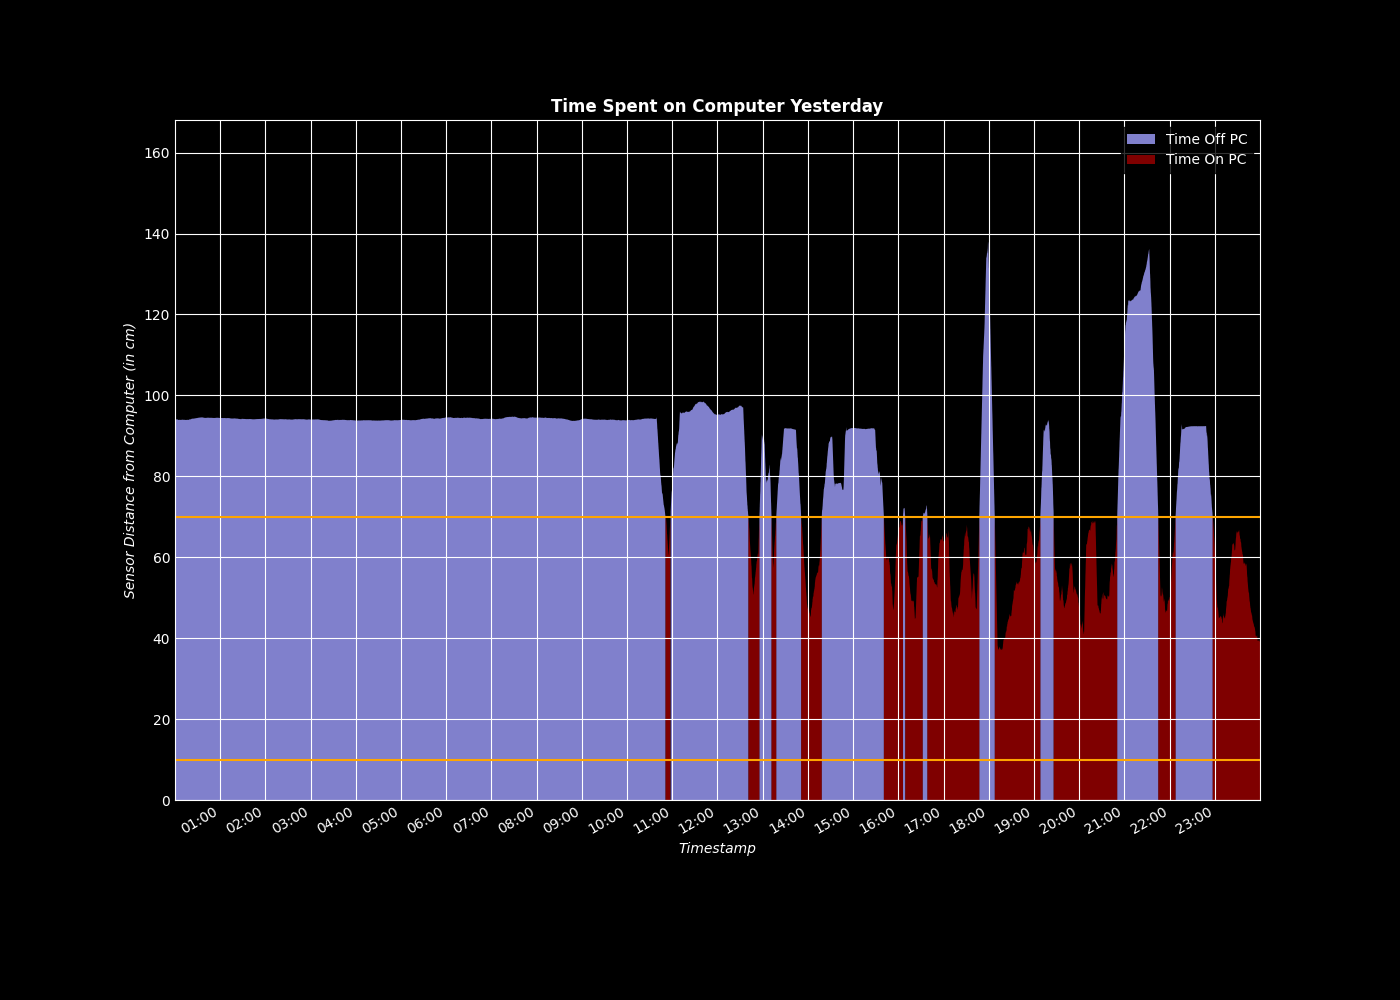 Time Spent on Computer Yesterday
Time Off PC
Time On PC
160
140
120
100
80
60
40
20
0
Sensor Distance from Computer (in cm)
01:00 02:00 03:00 04:00 05:00 06:00 07:00 08:00 09:00 10:00 11:00 12:00 13:00 14:00 15:00 16:00 17:00 18:00 19:00 20:00 21:00 22:00 23:00
Timestamp